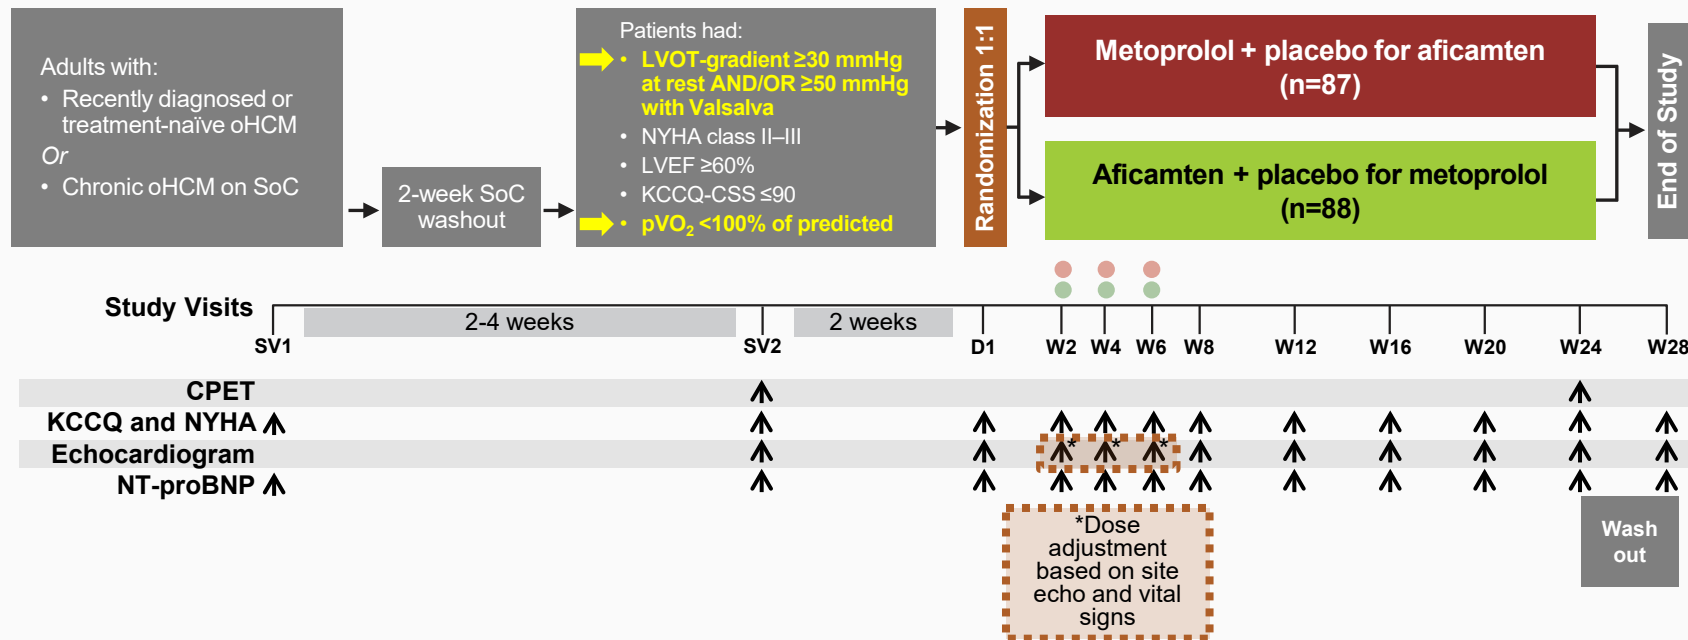 Adults with:
• Recently diagnosed or
treatment-naïve oHCM
Or
• Chronic oHCM on SoC
2-week SoC
washout
Patients had:
• LVOT-gradient ≥30 mmHg
at rest AND/OR ≥50 mmHg
with Valsalva
• NYHA class II–III
• LVEF ≥60%
• KCCQ-CSS ≤90
• pVO₂ <100% of predicted
Randomization 1:1
Metoprolol + placebo for aficamten
(n=87)
Aficamten + placebo for metoprolol
(n=88)
End of Study
Study Visits
2-4 weeks
2 weeks
SV1 SV2 D1 W2 W4 W6 W8 W12 W16 W20 W24 W28
CPET
KCCQ and NYHA
Echocardiogram
* * *
NT-proBNP
*Dose
adjustment
based on site
echo and vital
signs
Wash
out